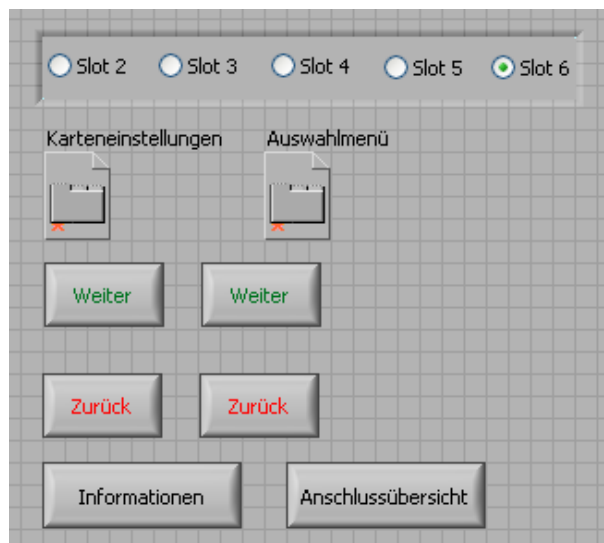 Slot 2 Slot 3 Slot 4 Slot 5 Slot 6
Karteneinstellungen Auswahlmenü
Weiter Weiter
Zurück Zurück
Informationen Anschlussübersicht